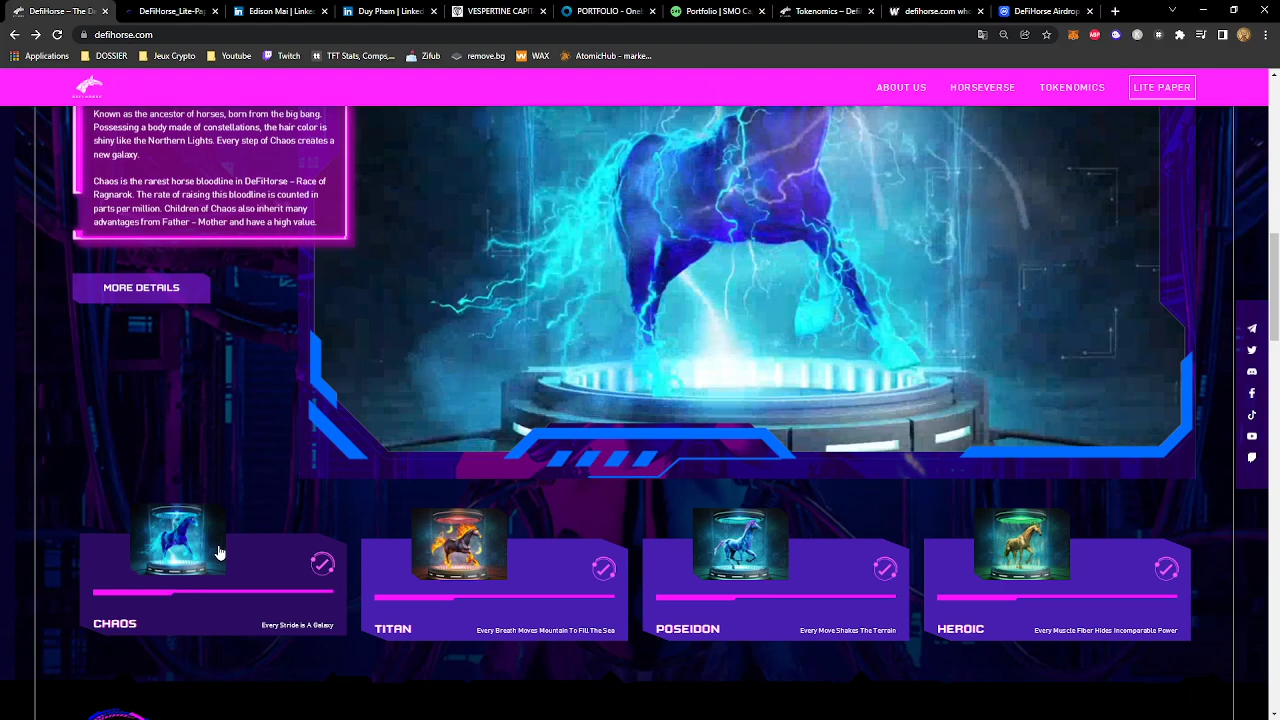 DeFiHorse - The De
DeFiHorse_Lite-Pap
Edison Mai | Linked
Duy Pham | LinkedI
VESPERTINE CAPIT
PORTFOLIO - OneB
Portfolio | SMO Ca
Tokenomics - DeFi
defihorse.com who
DeFiHorse Airdrop
defihorse.com
Applications
DOSSIER
Jeux Crypto
Youtube
Twitch
TFT Stats, Comps,...
Zifub
remove.bg
WAX
AtomicHub - marke...
ABOUT US
HORSEVERSE
TOKENOMICS
LITE PAPER
Known as the ancestor of horses, born from the big bang.
Possessing a body made of constellations, the hair color is
shiny like the Northern Lights. Every step of Chaos creates a
new galaxy.
Chaos is the rarest horse bloodline in DeFiHorse – Race of
Ragnarok. The rate of raising this bloodline is counted in
parts per million. Children of Chaos also inherit many
advantages from Father – Mother and have a high value.
MORE DETAILS
CHAOS
Every Stride is A Galaxy
TITAN
Every Breath Moves Mountain To Fill The Sea
POSEIDON
Every Move Shakes The Terrain
HEROIC
Every Muscle Fiber Hides Incomparable Power